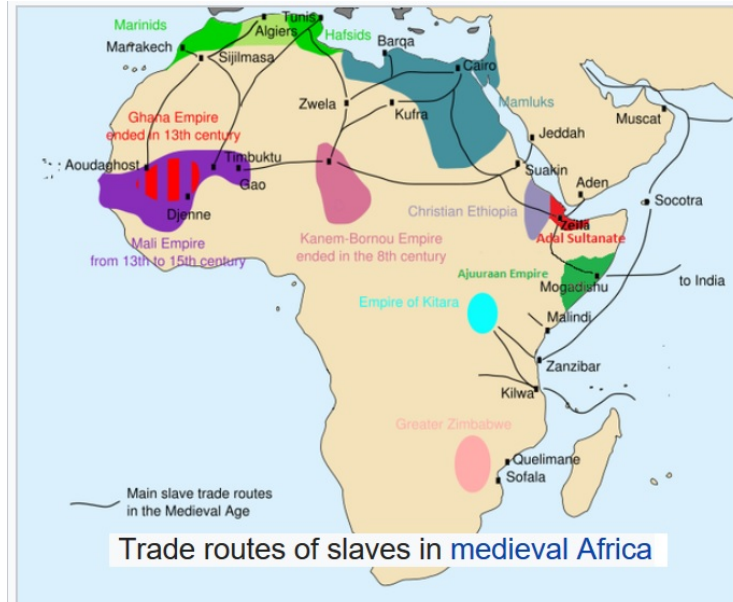 Marinids
Tunis
Algiers
Hafsids
Marrakech
Sijilmasa
Barqa
Cairo
Zwela
Kufra
Mamluks
Muscat
Ghana Empire
ended in 13th century
Jeddah
Aoudaghost
Timbuktu
Gao
Suakin
Aden
Djenne
Socotra
Christian Ethiopia
Zeila
Adal Sultanate
Mali Empire
from 13th to 15th century
Kanem-Bornou Empire
ended in the 8th century
Ajuuraan Empire
Mogadishu
to India
Empire of Kitara
Malindi
Zanzibar
Kilwa
Greater Zimbabwe
Quelimane
Sofala
Main slave trade routes
in the Medieval Age
Trade routes of slaves in medieval Africa